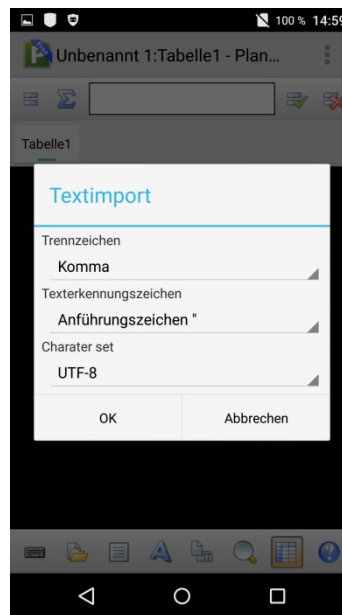 100 % 14:59
Unbenannt 1:Tabelle1 - Plan...
Tabelle1
Textimport
Trennzeichen
Komma
Texterkennungszeichen
Anführungszeichen "
Charater set
UTF-8
OK Abbrechen